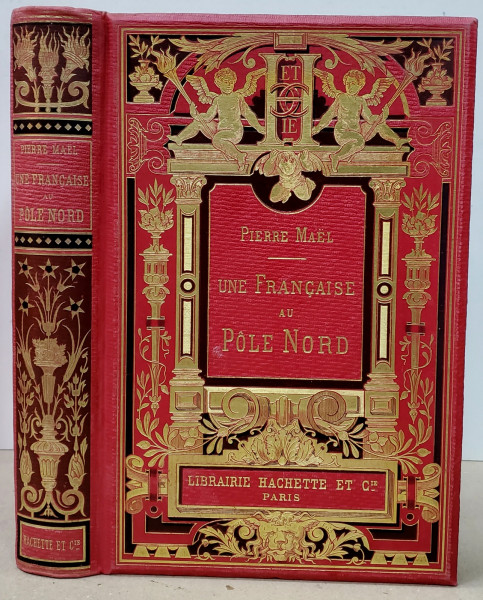 PIERRE MAËL
UNE FRANÇAISE
AU
PÔLE NORD
HACHETTE ET Cie
H
ET
C
IE
PIERRE MAËL
UNE FRANÇAISE
AU
PÔLE NORD
LIBRAIRIE HACHETTE ET Cie
PARIS